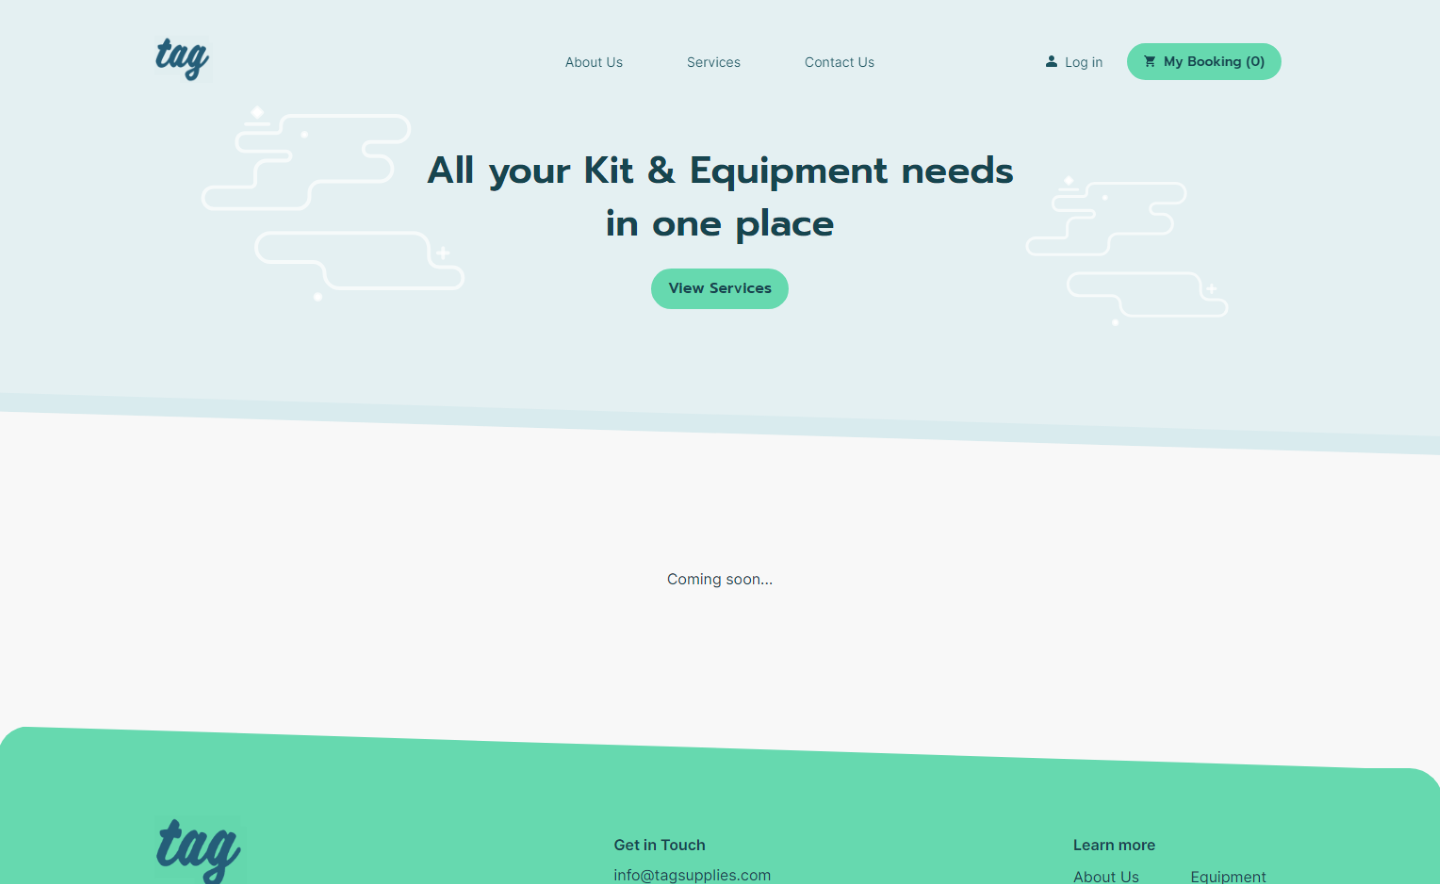 tag
About Us
Services
Contact Us
Log in
My Booking (0)
All your Kit & Equipment needs
in one place
View Services
Coming soon...
tag
Get in Touch
info@tagsupplies.com
Learn more
About Us
Equipment